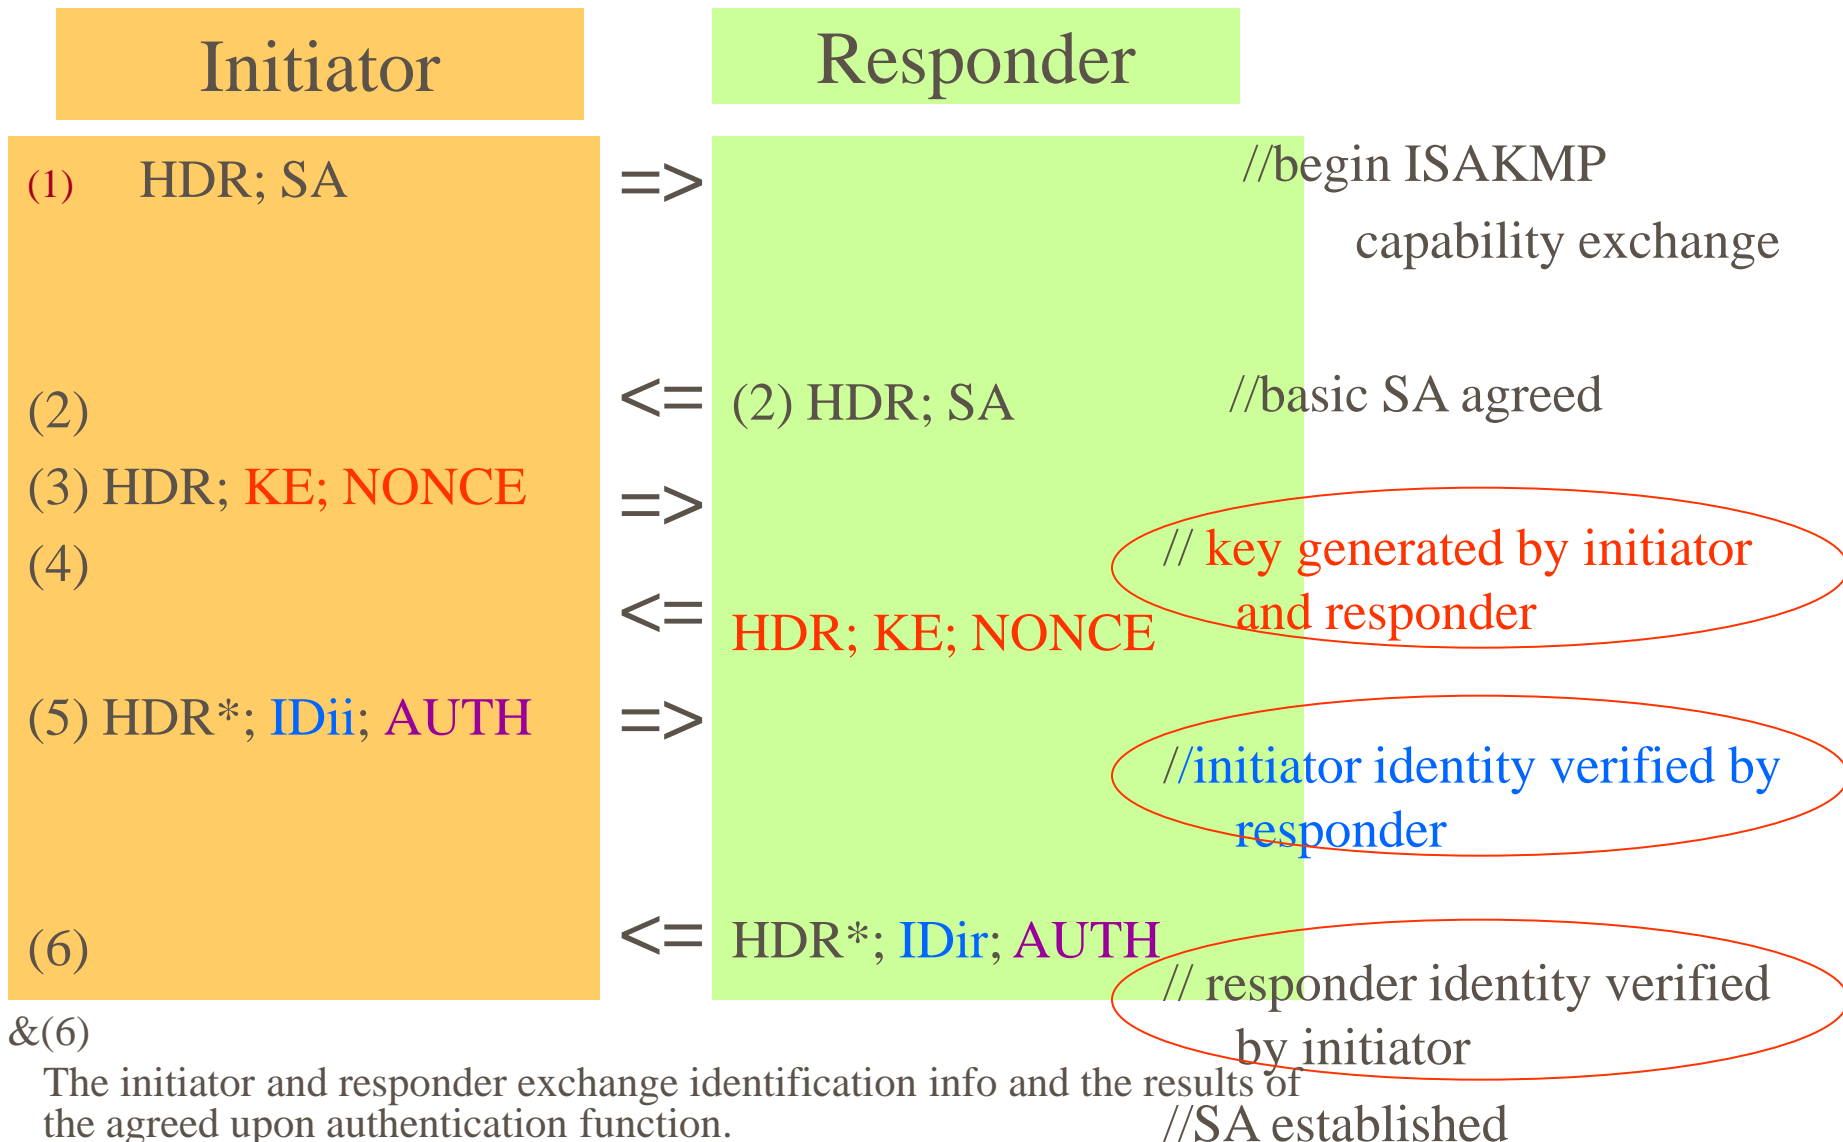 Initiator
Responder
(1) HDR; SA
=>
//begin ISAKMP
capability exchange
(2)
<=
(2) HDR; SA
//basic SA agreed
(3) HDR; KE; NONCE
=>
// key generated by initiator
and responder
(4)
<=
HDR; KE; NONCE
(5) HDR*; IDii; AUTH
=>
//initiator identity verified by
responder
(6)
<=
HDR*; IDir; AUTH
// responder identity verified
by initiator
&(6)
The initiator and responder exchange identification info and the results of
the agreed upon authentication function.
//SA established